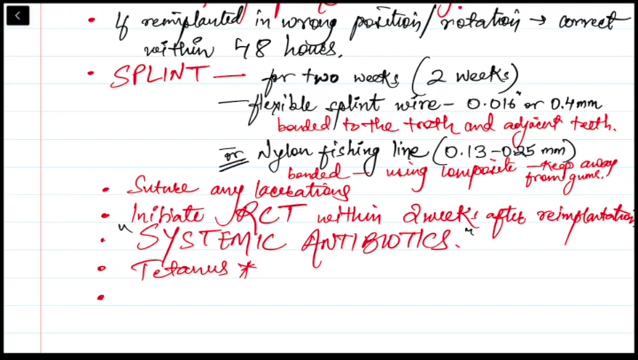 • If reimplanted in wrong position/rotation → correct
within 48 hours.
• SPLINT — for two weeks (2 weeks)
— flexible splint wire - 0.016" or 0.4mm
bonded to the tooth and adjacent teeth.
or Nylon fishing line (0.13 - 0.25 mm)
bonded - using composite - keep away
from gums.
• Suture any lacerations
• Initiate RCT within 2 weeks after reimplantation
• "SYSTEMIC ANTIBIOTICS."
• Tetanus *
•